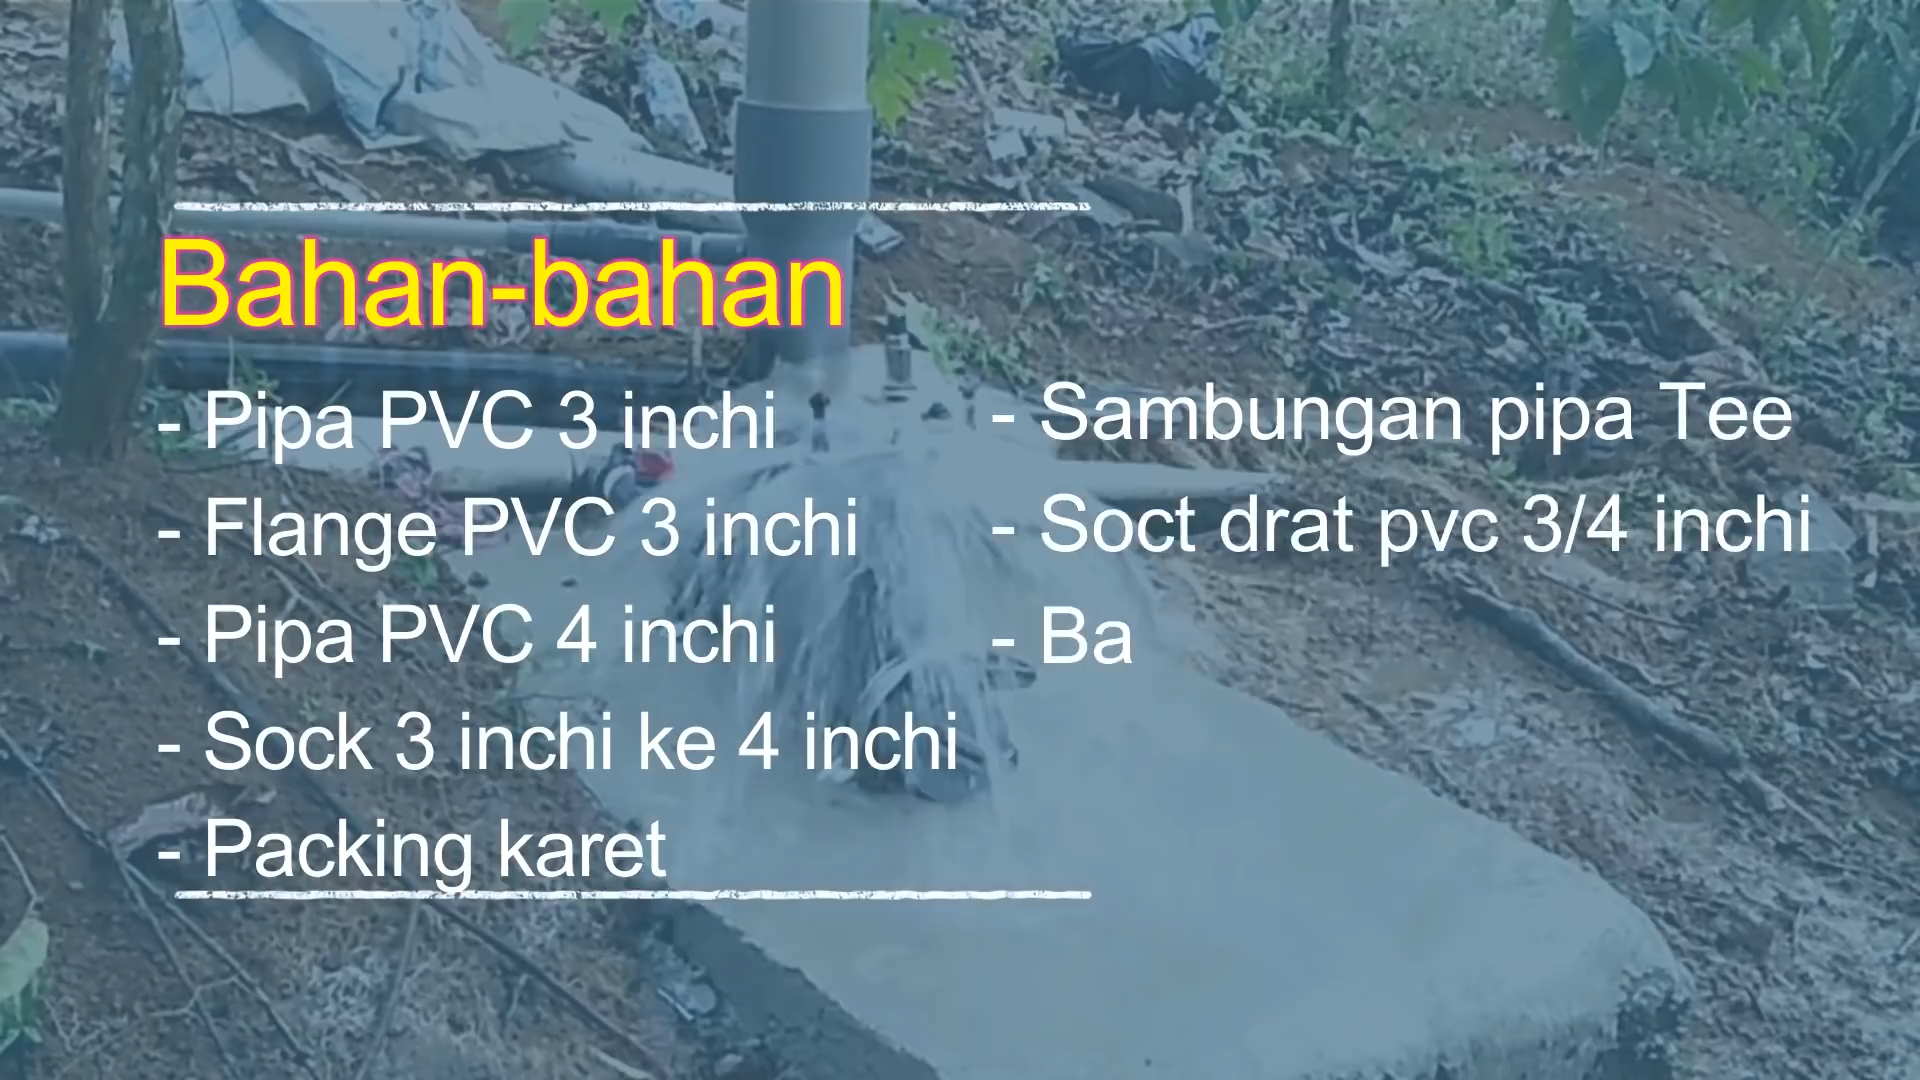 Bahan-bahan
- Pipa PVC 3 inchi
- Flange PVC 3 inchi
- Pipa PVC 4 inchi
- Sock 3 inchi ke 4 inchi
- Packing karet
- Sambungan pipa Tee
- Soct drat pvc 3/4 inchi
- Ba